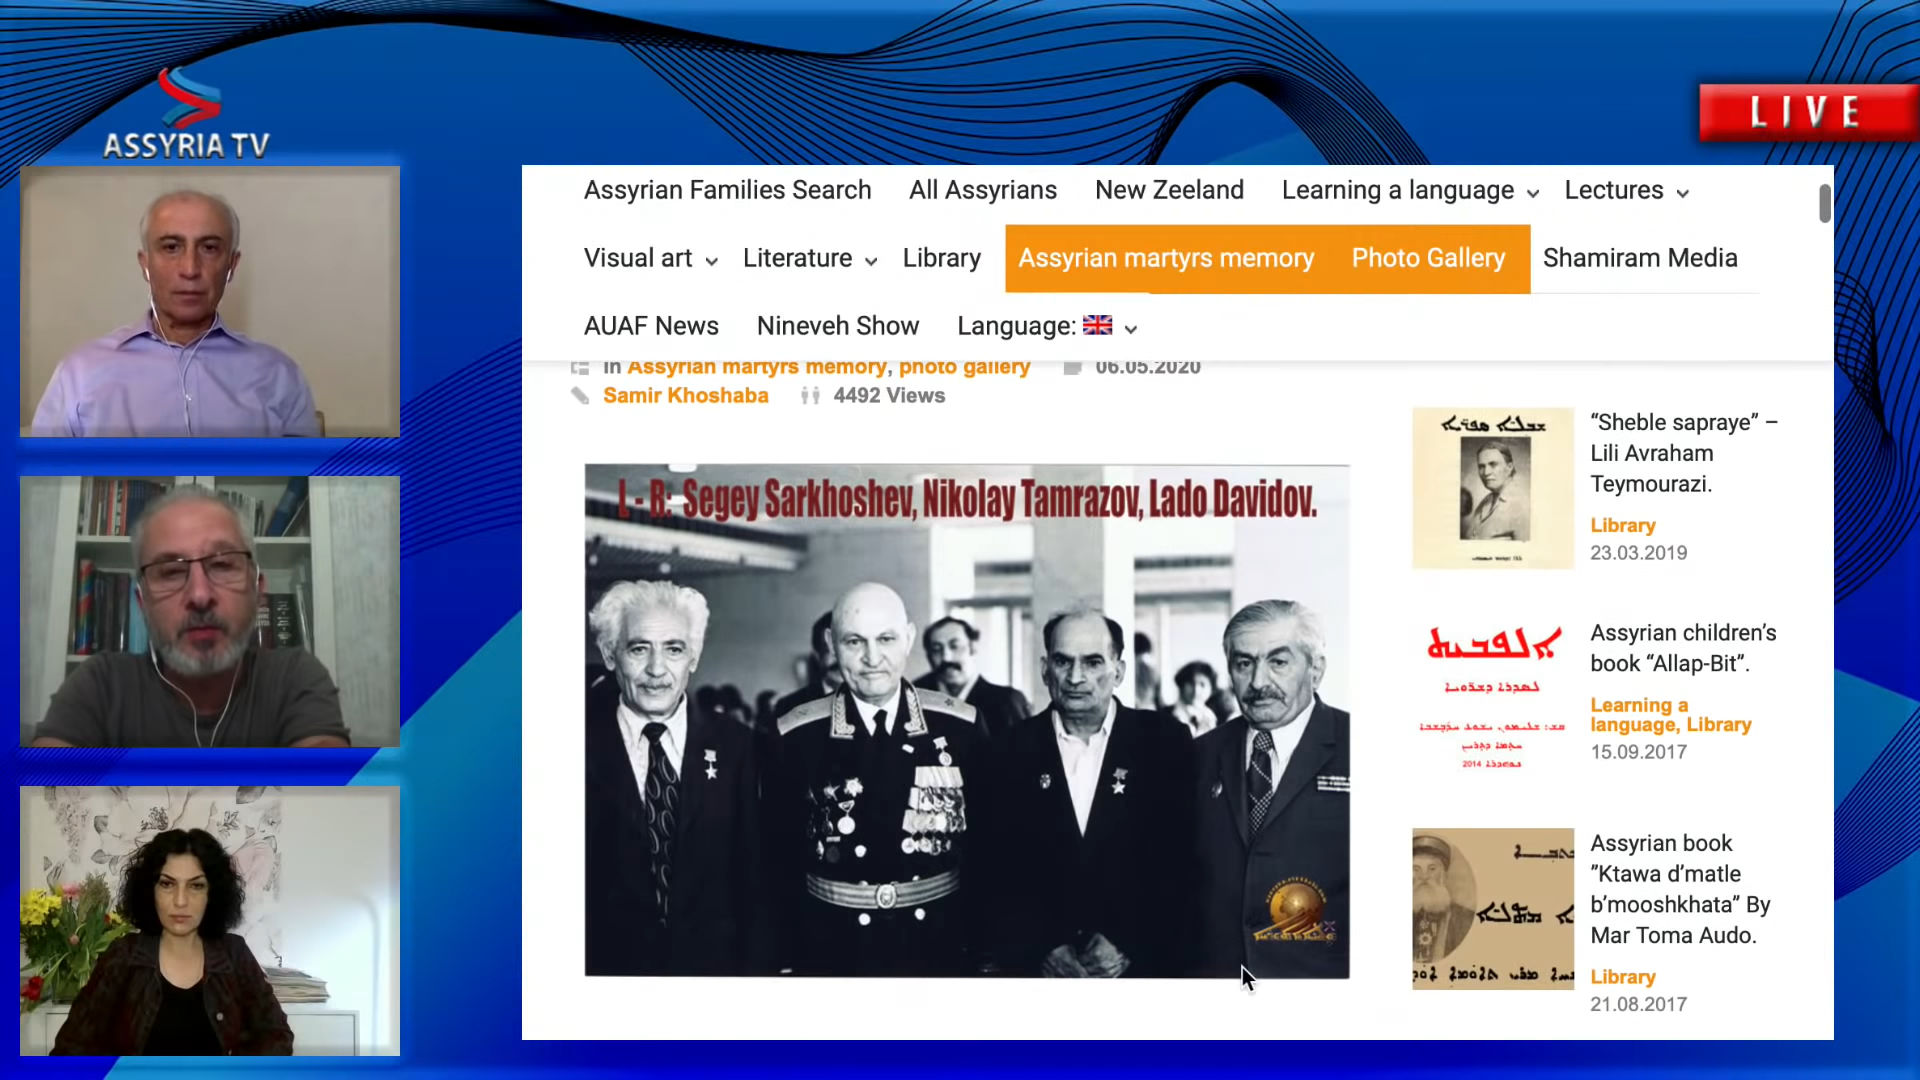 ASSYRIA TV
LIVE
Assyrian Families Search All Assyrians New Zeeland Learning a language Lectures
Visual art Literature Library Assyrian martyrs memory Photo Gallery Shamiram Media
AUAF News Nineveh Show Language:
In Assyrian martyrs memory, photo gallery 06.05.2020
Samir Khoshaba 4492 Views
L - R: Segey Sarkhoshev, Nikolay Tamrazov, Lado Davidov.
“Sheble sapraye” –
Lili Avraham
Teymourazi.
Library
23.03.2019
Assyrian children’s
book “Allap-Bit”.
Learning a
language, Library
15.09.2017
2014
Assyrian book
”Ktawa d’matle
b’mooshkhata” By
Mar Toma Audo.
Library
21.08.2017